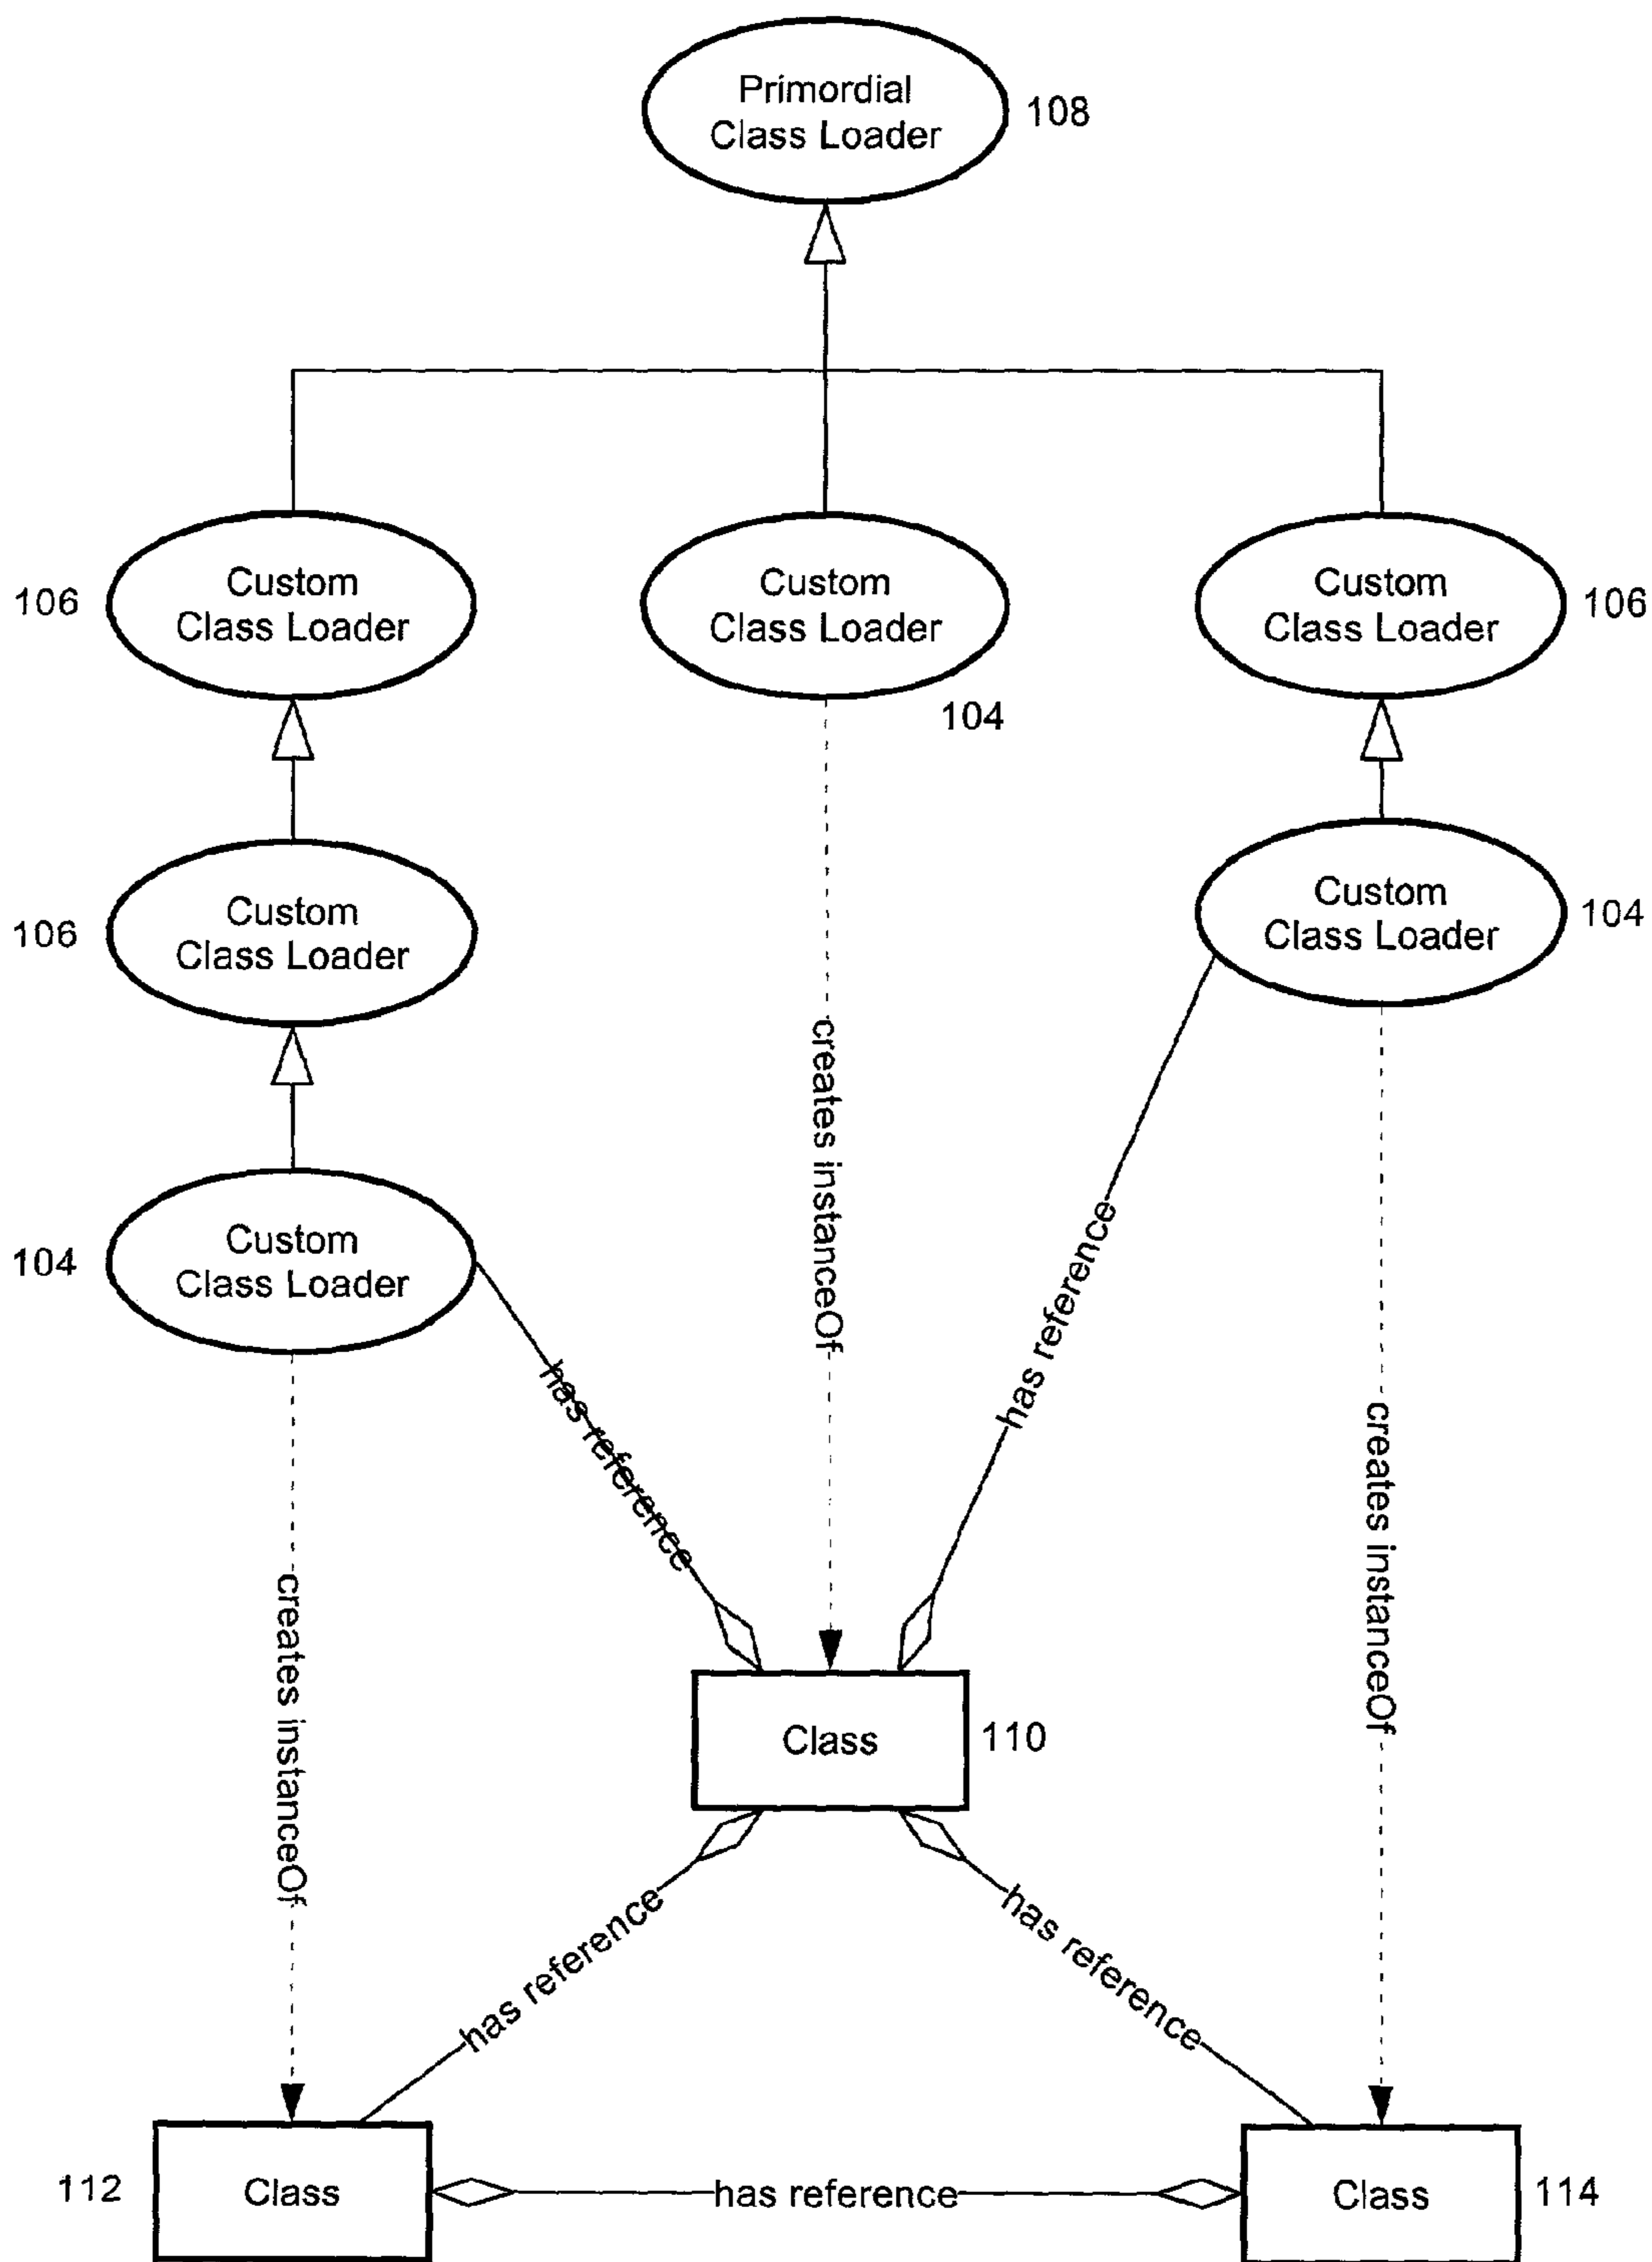 Primordial
Class Loader
108
Custom
Class Loader
106
Custom
Class Loader
104
Custom
Class Loader
106
Custom
Class Loader
106
Custom
Class Loader
104
Custom
Class Loader
104
creates instanceOf
has reference
has reference
creates instanceOf
creates instanceOf
Class
110
has reference
has reference
112
Class
has reference
Class
114